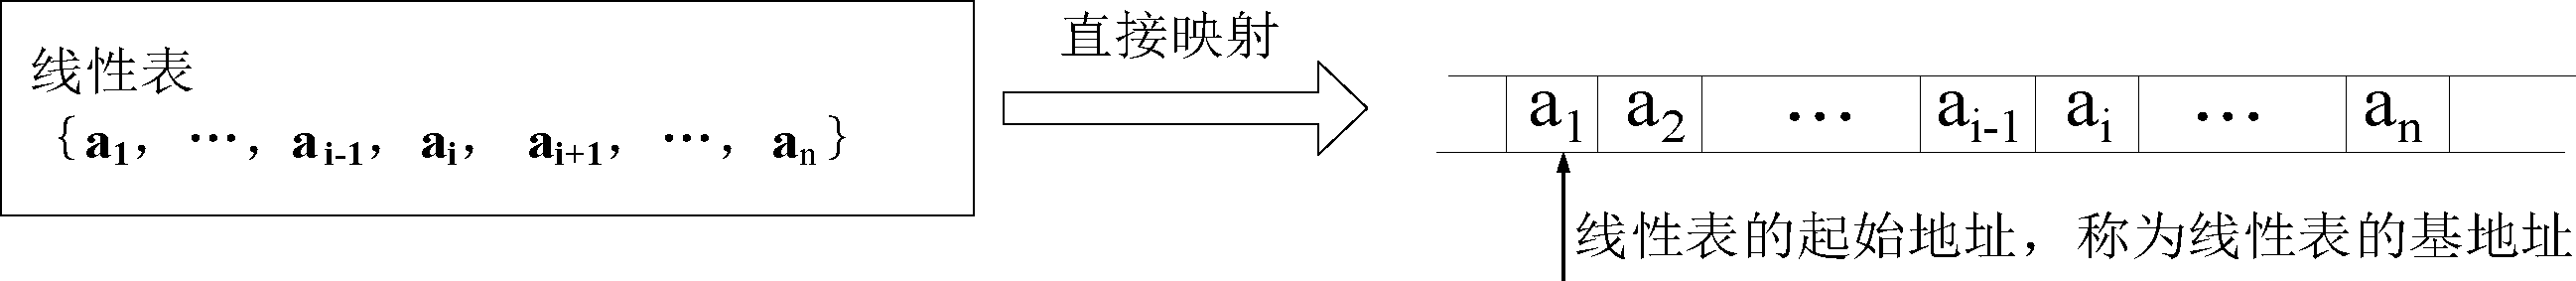 线性表
{a1, …, ai-1, ai, ai+1, …, an}
直接映射
a1 a2 … ai-1 ai … an
线性表的起始地址，称为线性表的基地址